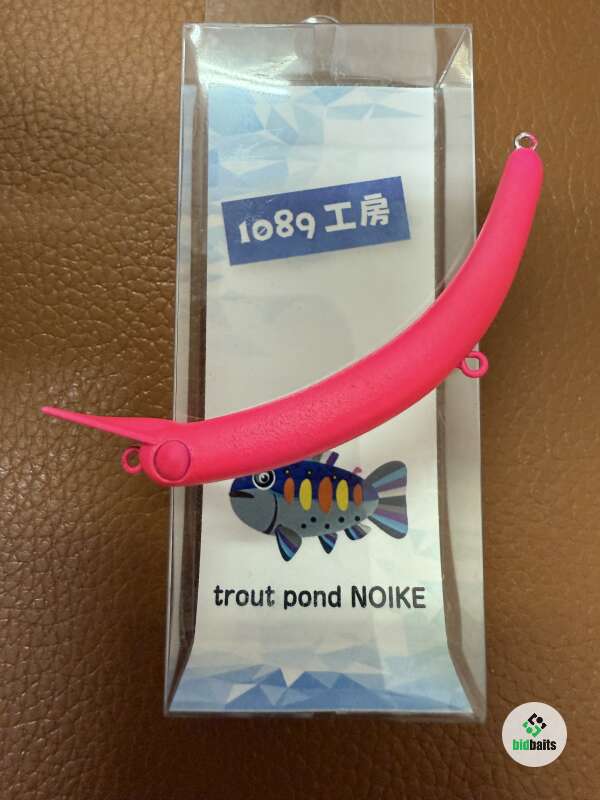 1089 工房
trout pond NOIKE
bidbaits